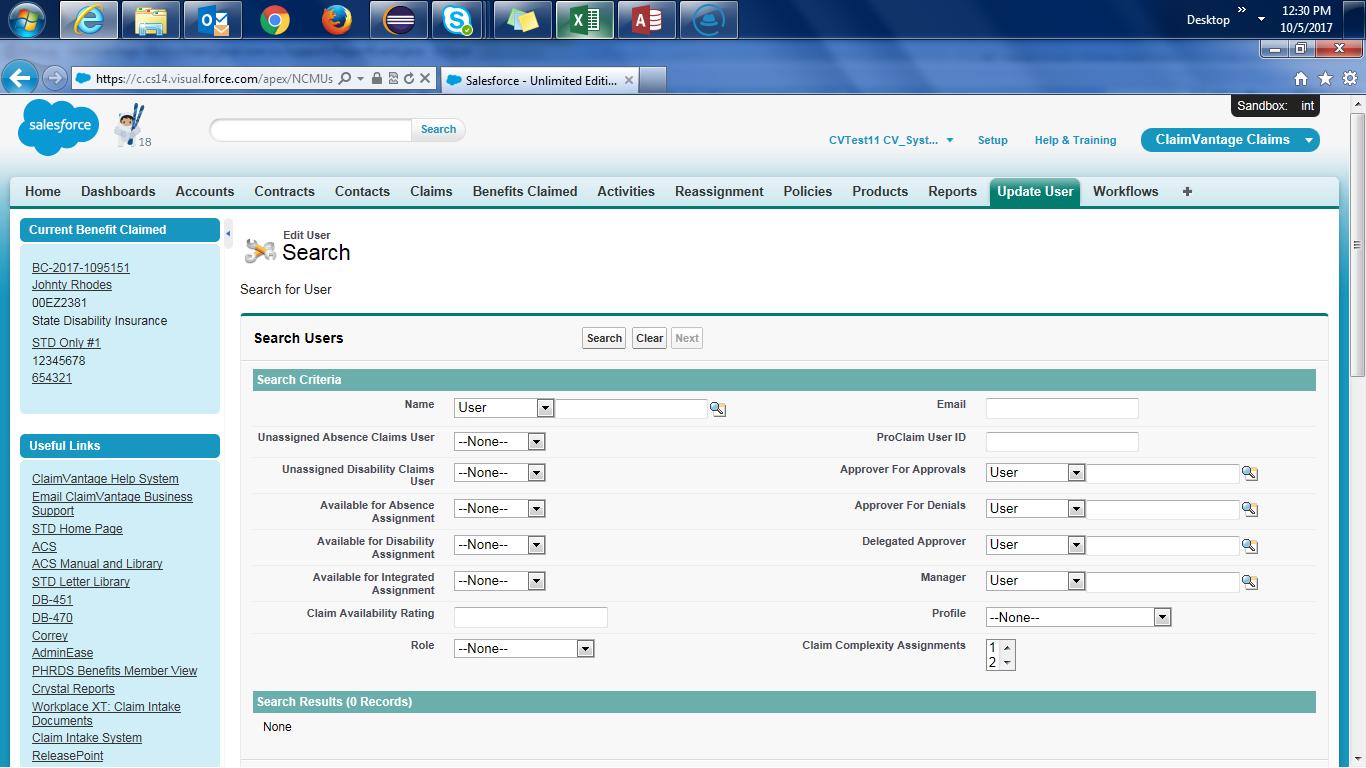 Desktop
»
12:30 PM
10/5/2017
https://c.cs14.visual.force.com/apex/NCMUs
Salesforce - Unlimited Editi...
Sandbox: int
salesforce
18
Search
CVTest11 CV_Syst...
Setup
Help & Training
ClaimVantage Claims
Home Dashboards Accounts Contracts Contacts Claims Benefits Claimed Activities Reassignment Policies Products Reports Update User Workflows +
Current Benefit Claimed
BC-2017-1095151
Johnty Rhodes
00EZ2381
State Disability Insurance
STD Only #1
12345678
654321
Useful Links
ClaimVantage Help System
Email ClaimVantage Business
Support
STD Home Page
ACS
ACS Manual and Library
STD Letter Library
DB-451
DB-470
Correy
AdminEase
PHRDS Benefits Member View
Crystal Reports
Workplace XT: Claim Intake
Documents
Claim Intake System
ReleasePoint
Edit User
Search
Search for User
Search Users
Search Clear Next
Search Criteria
Name User
Email
Unassigned Absence Claims User --None--
ProClaim User ID
Unassigned Disability Claims
User
--None--
Approver For Approvals User
Available for Absence
Assignment
--None--
Approver For Denials User
Available for Disability
Assignment
--None--
Delegated Approver User
Available for Integrated
Assignment
--None--
Manager User
Claim Availability Rating
Profile --None--
Role --None--
Claim Complexity Assignments 1
2
Search Results (0 Records)
None